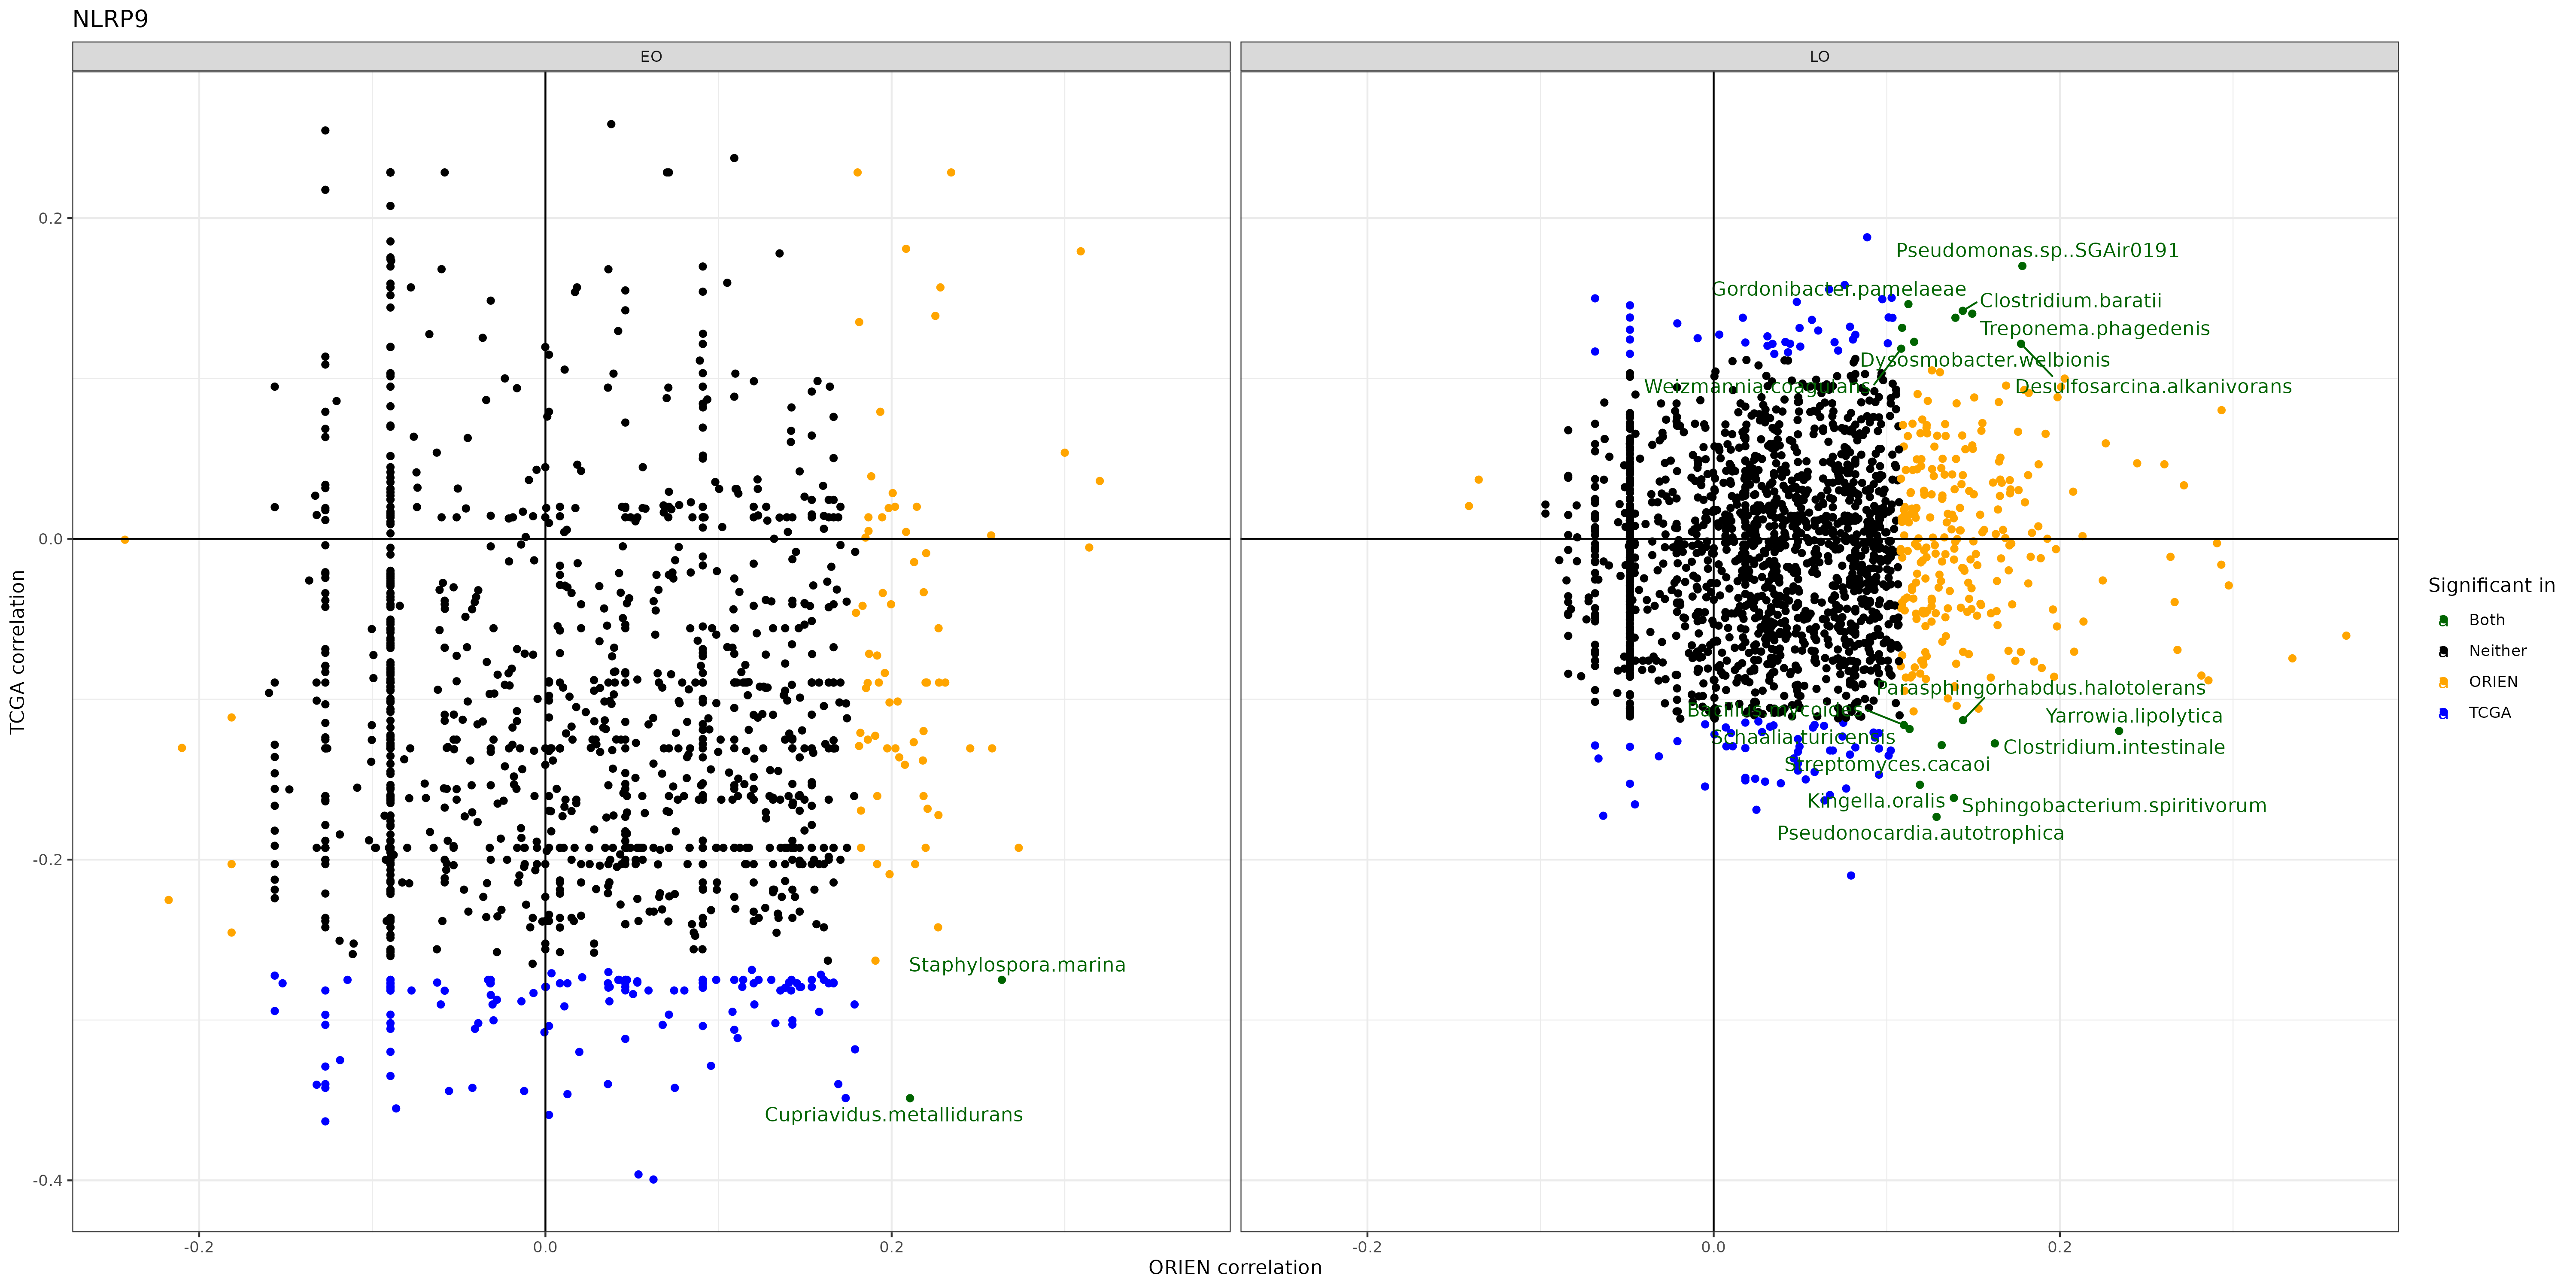 NLRP9
EO
LO
TCGA correlation
0.2
0.0
-0.2
-0.4
Staphylospora.marina
Cupriavidus.metallidurans
Pseudomonas.sp..SGAir0191
Gordonibacter.pamelaeae
Clostridium.baratii
Treponema.phagedenis
Dysosmobacter.welbionis
Weizmannia.coagulans
Desulfosarcina.alkanivorans
Parasphingorhabdus.halotolerans
Bacillus.mycoides
Yarrowia.lipolytica
Schaalia.turicensis
Clostridium.intestinale
Streptomyces.cacaoi
Kingella.oralis
Sphingobacterium.spiritivorum
Pseudonocardia.autotrophica
-0.2
0.0
0.2
-0.2
0.0
0.2
ORIEN correlation
Significant in
a Both
a Neither
a ORIEN
a TCGA